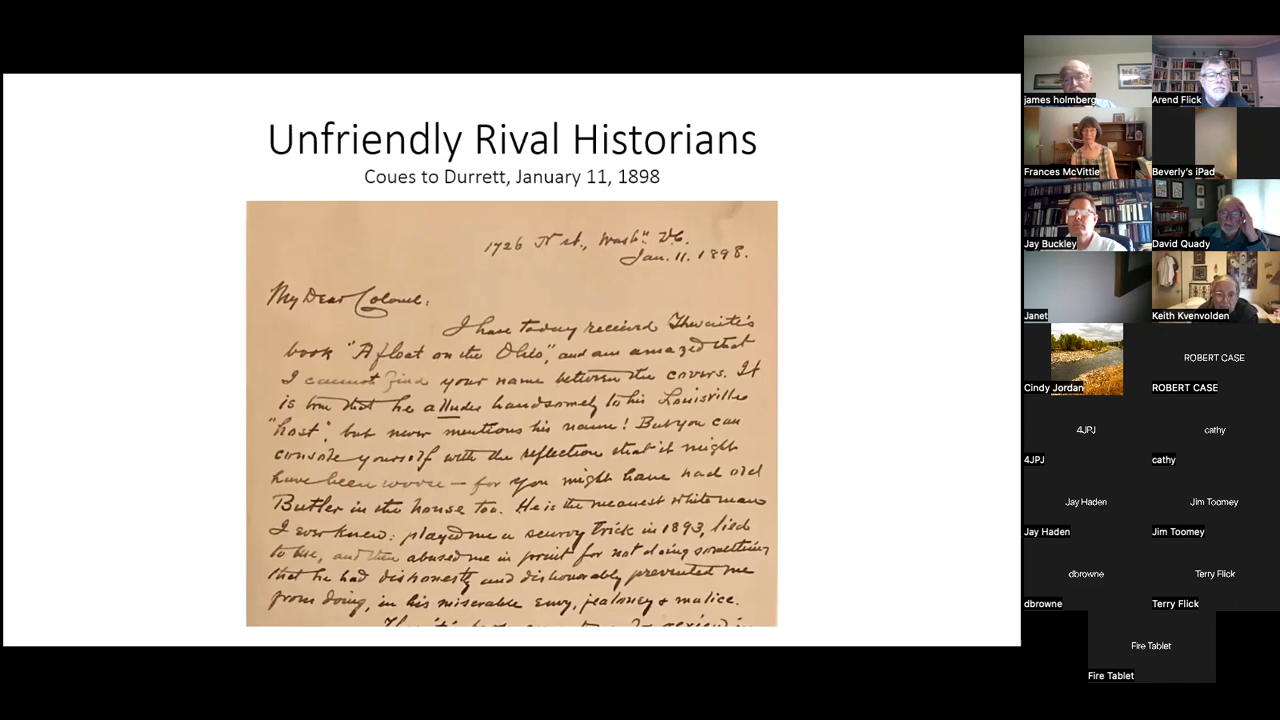 Unfriendly Rival Historians
Coues to Durrett, January 11, 1898
1726 N st., Washn D.C.
Jan. 11. 1898.
My Dear Colonel:
I have today received Thwaites
book "Afloat on the Ohio", and am amazed that
I cannot find your name between the covers. It
is true that he alludes handsomely to his Louisville
"host", but never mentions his name! But you can
console yourself with the reflection that it might
have been worse — for you might have had old
Butler in the house too. He is the meanest white man
I ever knew: played me a scurvy trick in 1893, lied
to me, and then abused me in print for not doing something
that he had dishonestly and dishonorably prevented me
from doing, in his miserable envy, jealousy & malice.
james holmberg
Arend Flick
Frances McVittie
Beverly's iPad
Jay Buckley
David Quady
Janet
Keith Kvenvolden
Cindy Jordan
ROBERT CASE
ROBERT CASE
4JPJ
cathy
4JPJ
cathy
Jay Haden
Jim Toomey
Jay Haden
Jim Toomey
dbrowne
Terry Flick
dbrowne
Terry Flick
Fire Tablet
Fire Tablet